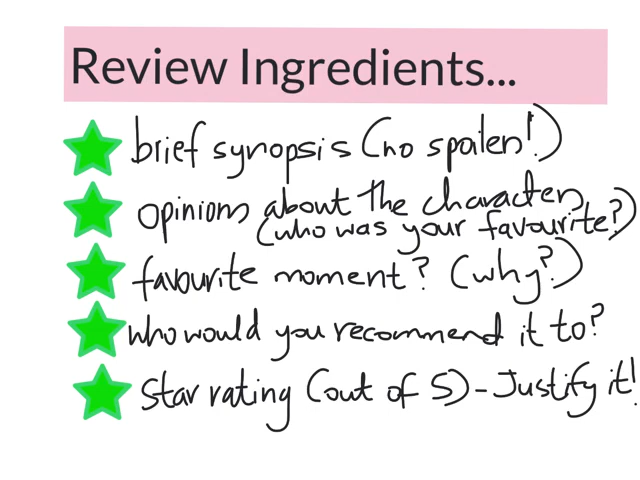 Review Ingredients...
brief synopsis (no spoilers!)
opinions about the characters
(who was your favourite?)
favourite moment? (why?)
who would you recommend it to?
Star rating (out of 5) - Justify it!